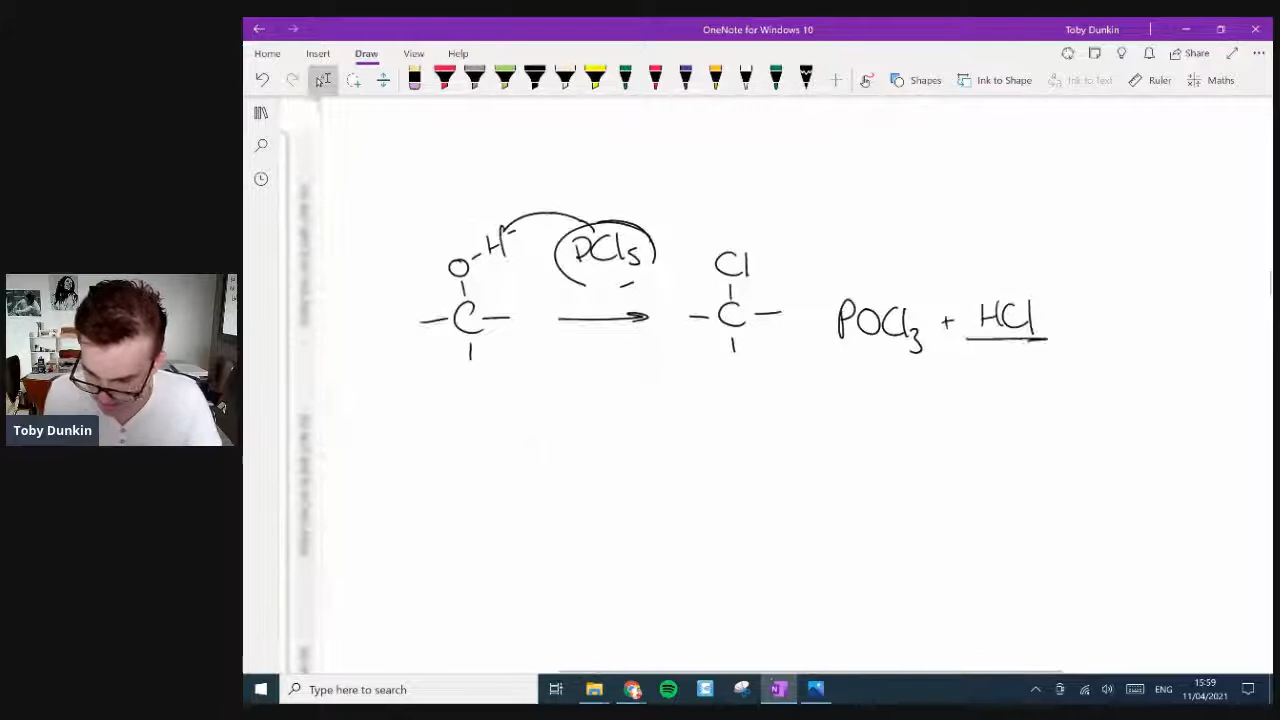 OneNote for Windows 10
Toby Dunkin
Home Insert Draw View Help
Share
Shapes Ink to Shape Ink to Text Ruler Maths
O-H PCl5
C
Cl
C POCl3 + HCl
Toby Dunkin
Type here to search
ENG
15:59
11/04/2021